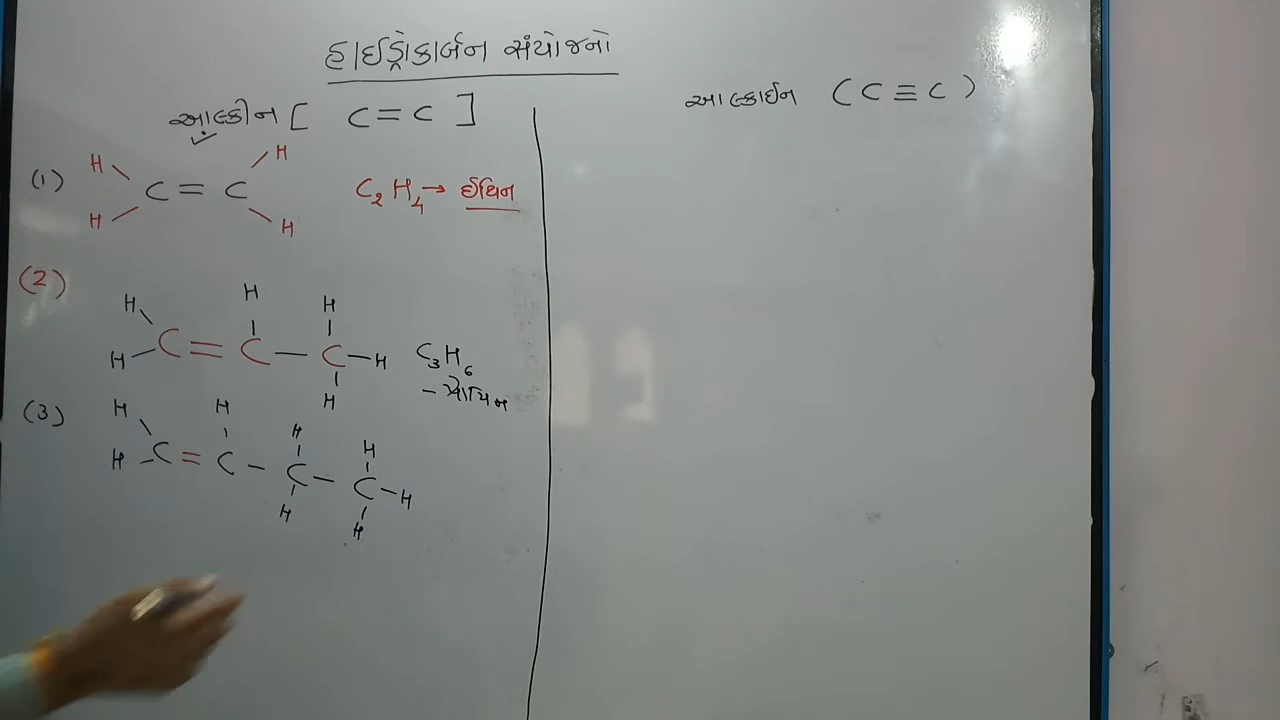 હાઈડ્રોકાર્બન સંયોજનો
આલ્કીન [ C = C ]
(1)
H H
C = C
H H
C₂H₄ → ઈથિન
(2)
H H H
H C = C — C — H
H
C₃H₆
– પ્રોપિન
(3)
H H H H
H – C = C – C – C – H
H H
આલ્કાઈન (C ≡ C)